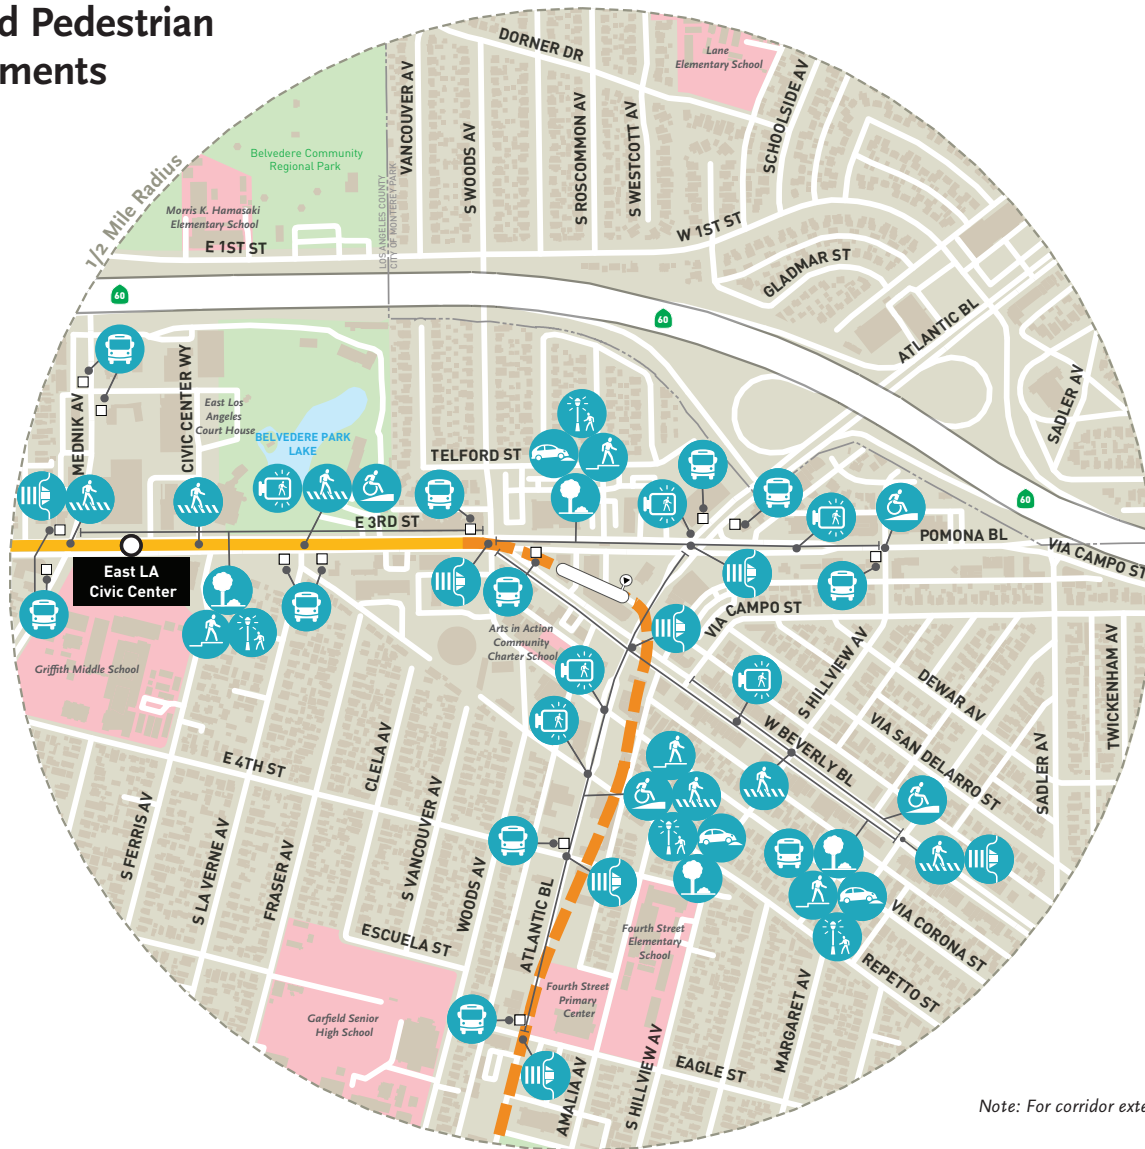 d Pedestrian
ments
1/2 Mile Radius
DORNER DR
Lane
Elementary School
VANCOUVER AV
S WOODS AV
S ROSCOMMON AV
S WESTCOTT AV
SCHOOLSIDE AV
Belvedere Community
Regional Park
Morris K. Hamasaki
Elementary School
E 1ST ST
LOS ANGELES COUNTY
CITY OF MONTEREY PARK
W 1ST ST
GLADMAR ST
ATLANTIC BL
60
60
60
SADLER AV
MEDNIK AV
CIVIC CENTER WY
East Los
Angeles
Court House
BELVEDERE PARK
LAKE
TELFORD ST
E 3RD ST
POMONA BL
VIA CAMPO ST
East LA
Civic Center
VIA CAMPO ST
Arts in Action
Community
Charter School
Griffith Middle School
S HILLVIEW AV
DEWAR AV
TWICKENHAM AV
W BEVERLY BL
VIA SAN DELARRO ST
SADLER AV
E 4TH ST
CLELA AV
S VANCOUVER AV
S FERRIS AV
S LA VERNE AV
FRASER AV
WOODS AV
ATLANTIC BL
ESCUELA ST
Fourth Street
Elementary
School
VIA CORONA ST
REPETTO ST
Fourth Street
Primary
Center
Garfield Senior
High School
MARGARET AV
EAGLE ST
S HILLVIEW AV
AMALIA AV
Note: For corridor exte